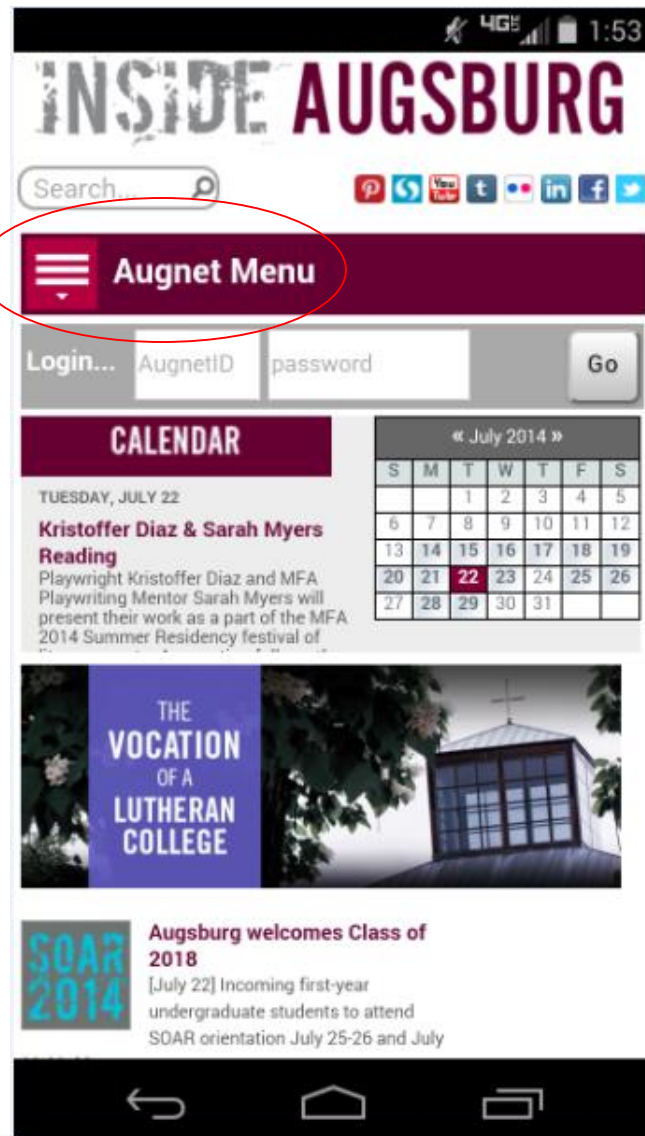 4G 1:53
INSIDE AUGSBURG
Search...
You Tube t in f
Augnet Menu
Login... AugnetID password Go
CALENDAR
TUESDAY, JULY 22
Kristoffer Diaz & Sarah Myers
Reading
Playwright Kristoffer Diaz and MFA
Playwriting Mentor Sarah Myers will
present their work as a part of the MFA
2014 Summer Residency festival of
« July 2014 »
S M T W T F S
1 2 3 4 5
6 7 8 9 10 11 12
13 14 15 16 17 18 19
20 21 22 23 24 25 26
27 28 29 30 31
THE
VOCATION
OF A
LUTHERAN
COLLEGE
SOAR
2014
Augsburg welcomes Class of
2018
[July 22] Incoming first-year
undergraduate students to attend
SOAR orientation July 25-26 and July